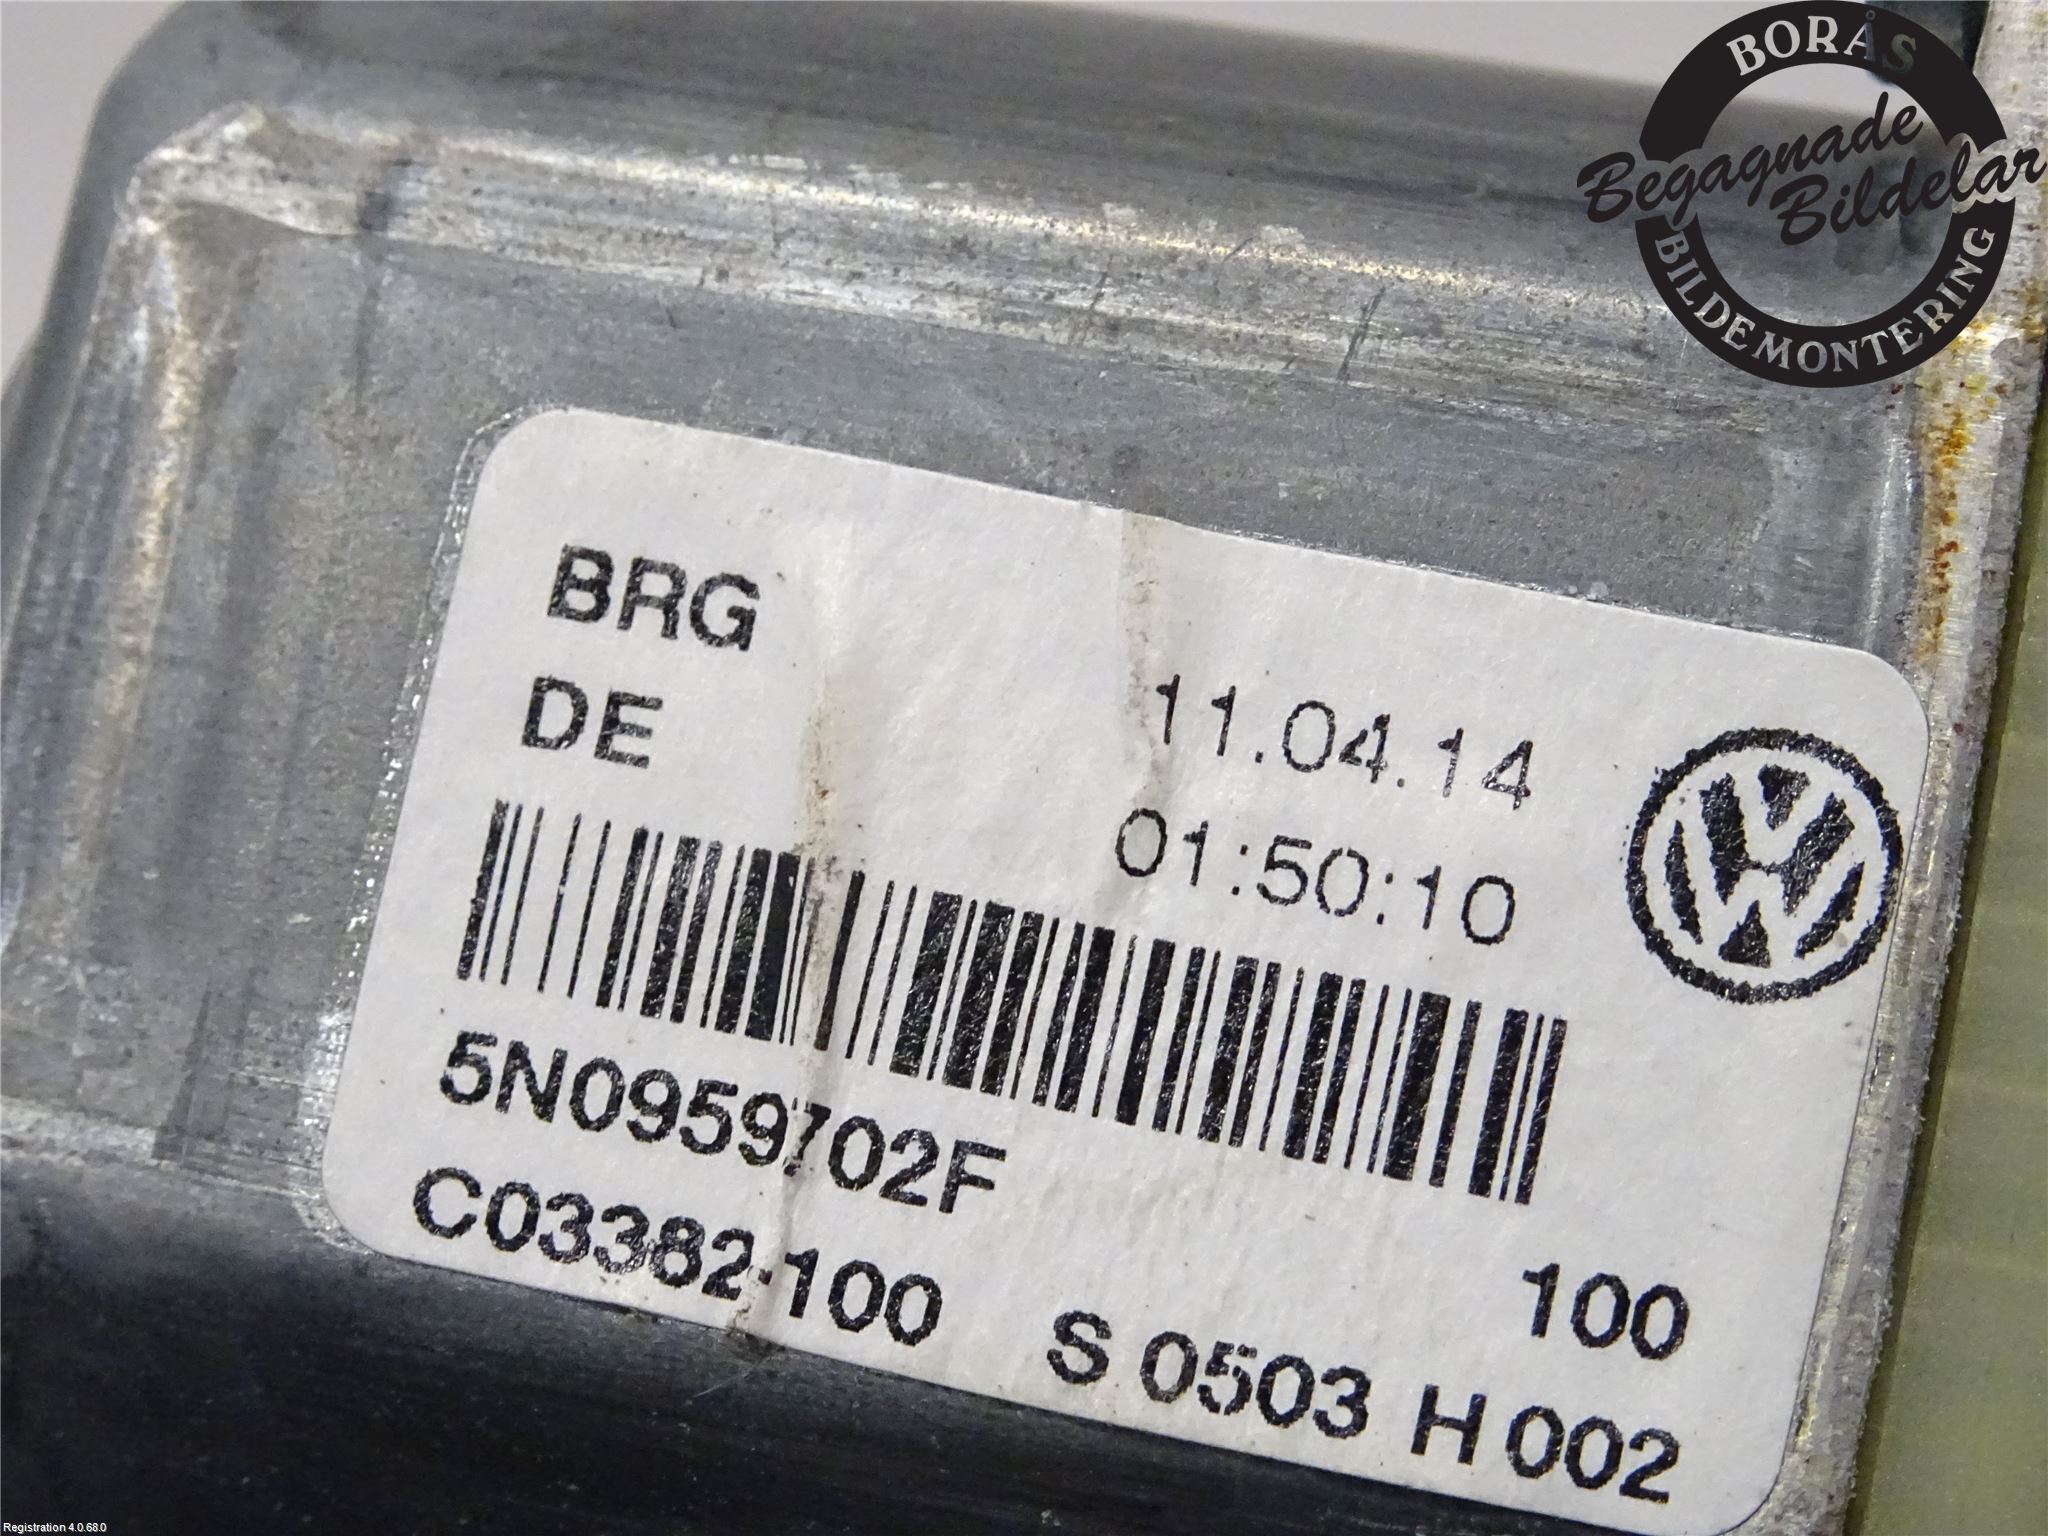 BORÅS
Begagnade
Bildelar
BILDEMONTERING
BRG
DE
11.04.14
01:50:10
5N0959702F
100
C03382-100 S 0503 H 002
Registration 4.0.68.0